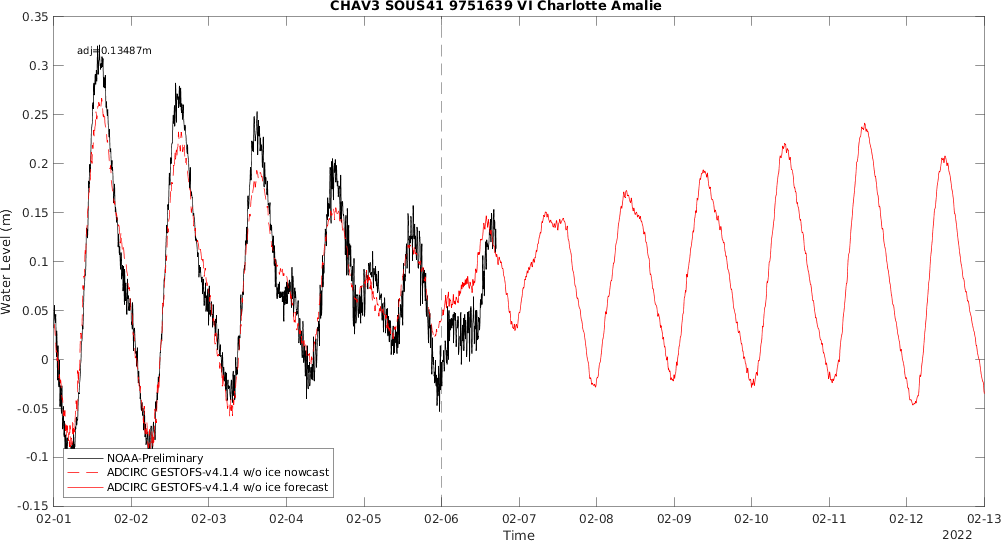 CHAV3 SOUS41 9751639 VI Charlotte Amalie
0.35
0.3
0.25
0.2
0.15
0.1
0.05
0
-0.05
-0.1
-0.15
Water Level (m)
adj=0.13487m
NOAA-Preliminary
ADCIRC GESTOFS-v4.1.4 w/o ice nowcast
ADCIRC GESTOFS-v4.1.4 w/o ice forecast
02-01 02-02 02-03 02-04 02-05 02-06 02-07 02-08 02-09 02-10 02-11 02-12 02-13
Time
2022